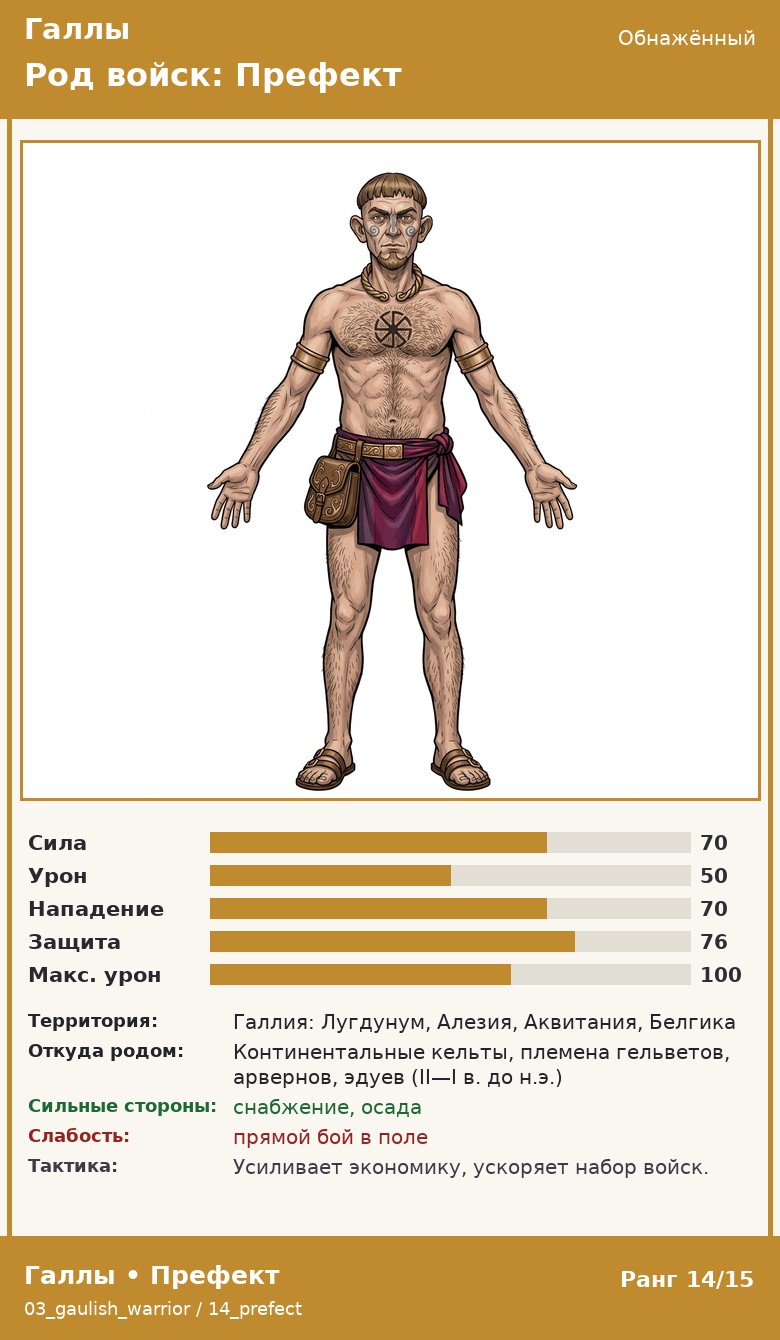 Галлы
Обнажённый
Род войск: Префект
Сила 70
Урон 50
Нападение 70
Защита 76
Макс. урон 100
Территория: Галлия: Лугдунум, Алезия, Аквитания, Белгика
Откуда родом: Континентальные кельты, племена гельветов,
арвернов, эдуев (II—I в. до н.э.)
Сильные стороны: снабжение, осада
Слабость: прямой бой в поле
Тактика: Усиливает экономику, ускоряет набор войск.
Галлы • Префект
Ранг 14/15
03_gaulish_warrior / 14_prefect